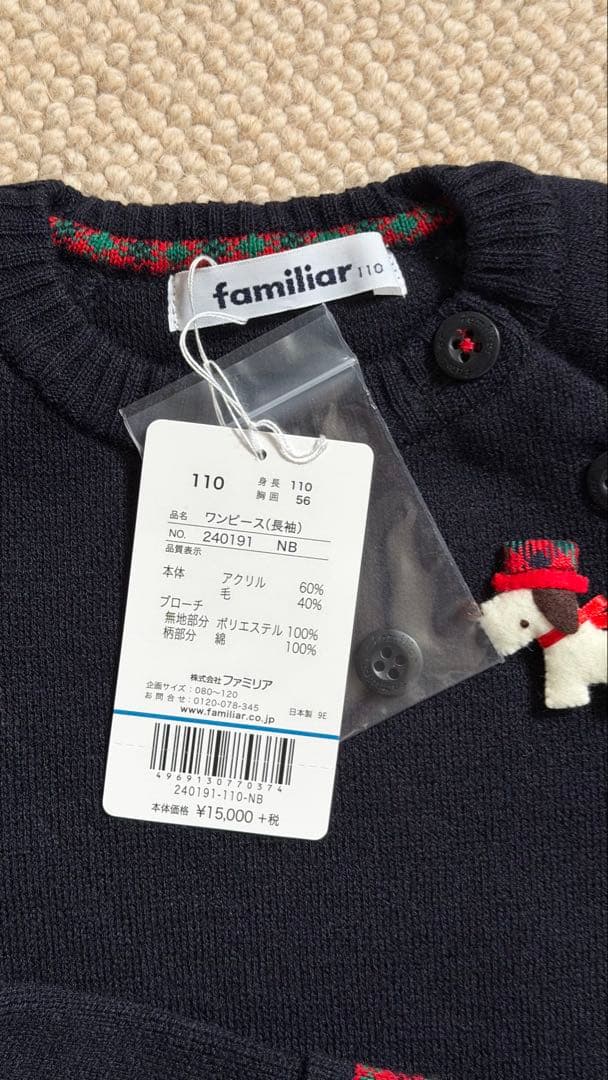 familiar 110
110 身長 110
胸囲 56
品名 ワンピース(長袖)
NO. 240191 NB
品質表示
本体 アクリル 60%
毛 40%
ブローチ
無地部分 ポリエステル 100%
柄部分 綿 100%
株式会社 ファミリア
企画サイズ:080〜120
お問合せ:0120-078-345
www.familiar.co.jp 日本製 9E
4969130770374
240191-110-NB
本体価格 ¥15,000 +税